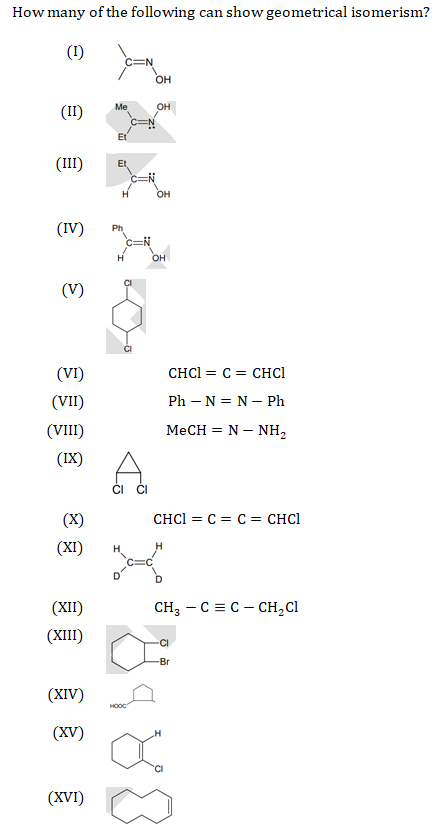 How many of the following can show geometrical isomerism?
(I)
C=N
OH
(II)
Me OH
C=N
Et
(III)
Et
C=N
H OH
(IV)
Ph
C=N
H OH
(V)
Cl
Cl
(VI) CHCl = C = CHCl
(VII) Ph − N = N − Ph
(VIII) MeCH = N − NH₂
(IX)
Cl Cl
(X) CHCl = C = C = CHCl
(XI)
H H
C=C
D D
(XII) CH₃ − C ≡ C − CH₂Cl
(XIII)
Cl
Br
(XIV)
HOOC
(XV)
H
Cl
(XVI)